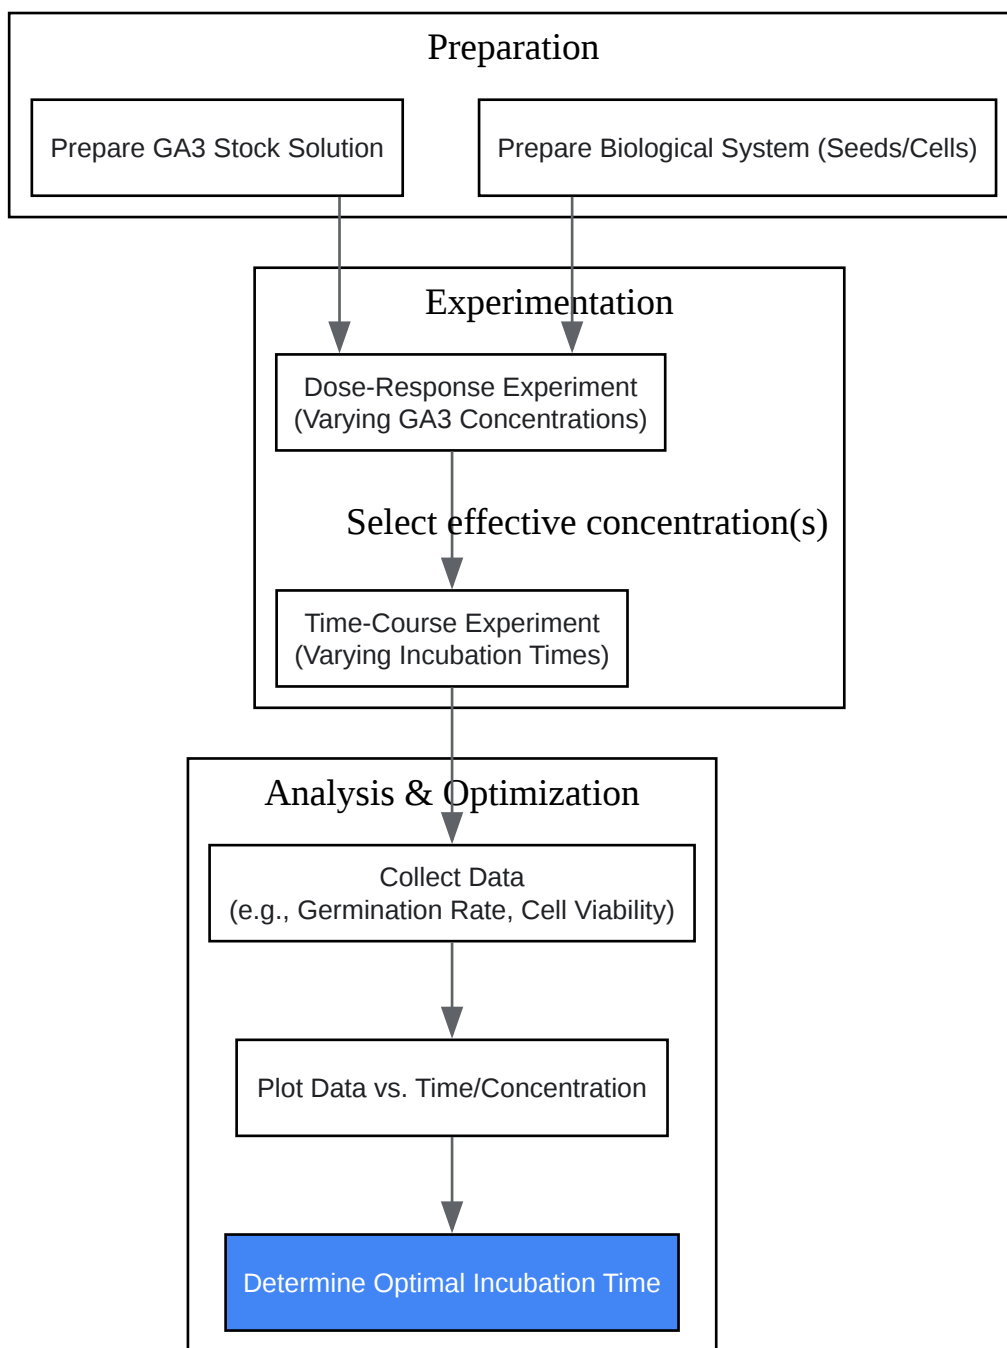 Preparation
Prepare GA3 Stock Solution
Prepare Biological System (Seeds/Cells)
Experimentation
Dose-Response Experiment
(Varying GA3 Concentrations)
Select effective concentration(s)
Time-Course Experiment
(Varying Incubation Times)
Analysis & Optimization
Collect Data
(e.g., Germination Rate, Cell Viability)
Plot Data vs. Time/Concentration
Determine Optimal Incubation Time